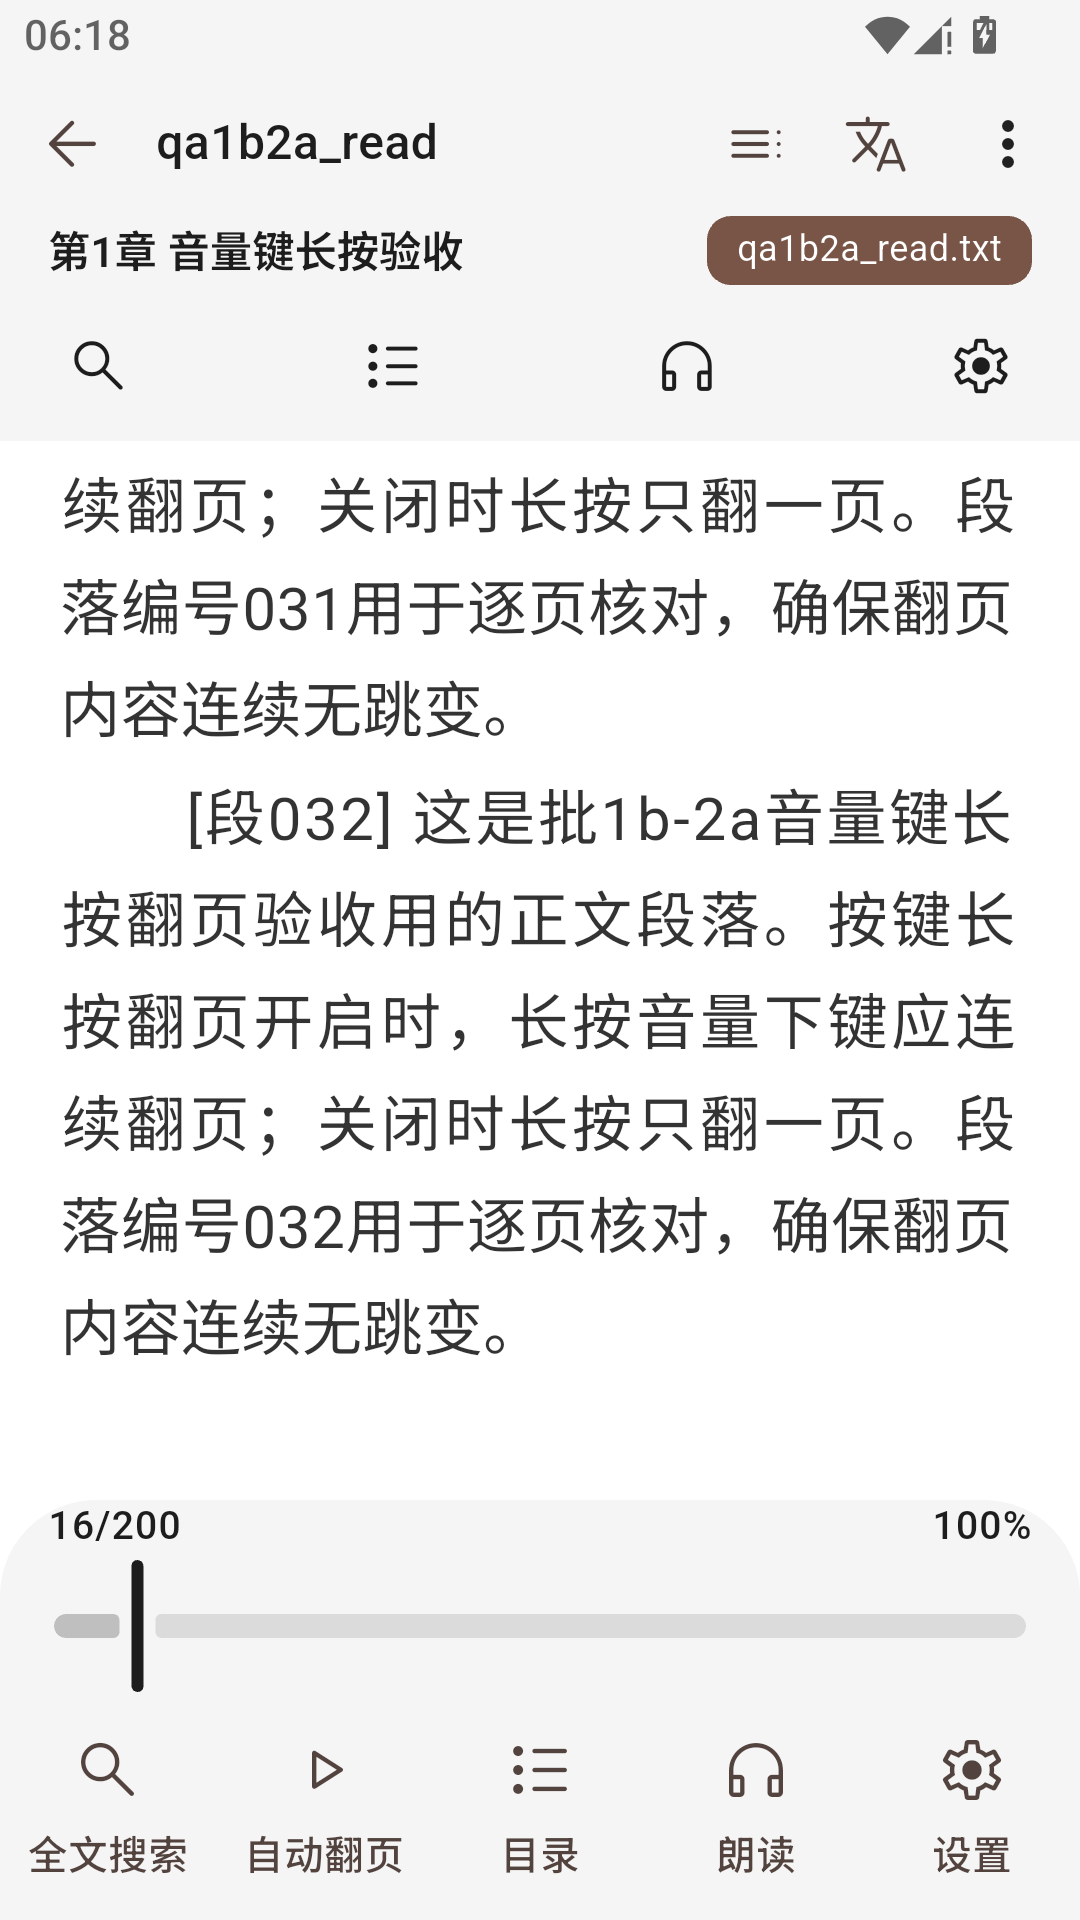 06:18
qa1b2a_read
第1章 音量键长按验收
qa1b2a_read.txt
续翻页；关闭时长按只翻一页。段
落编号031用于逐页核对，确保翻页
内容连续无跳变。
[段032] 这是批1b-2a音量键长
按翻页验收用的正文段落。按键长
按翻页开启时，长按音量下键应连
续翻页；关闭时长按只翻一页。段
落编号032用于逐页核对，确保翻页
内容连续无跳变。
16/200
100%
全文搜索
自动翻页
目录
朗读
设置